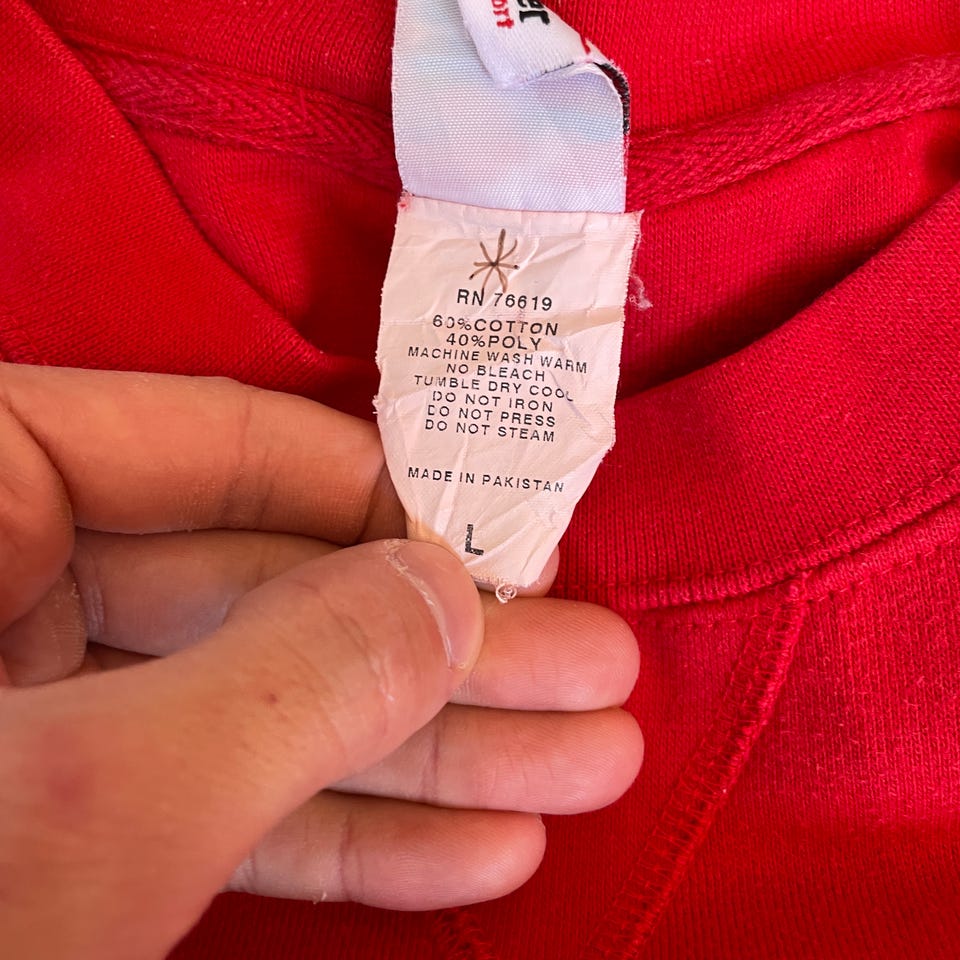 RN 76619
60%COTTON
40%POLY
MACHINE WASH WARM
NO BLEACH
TUMBLE DRY COOL
DO NOT IRON
DO NOT PRESS
DO NOT STEAM
MADE IN PAKISTAN
L